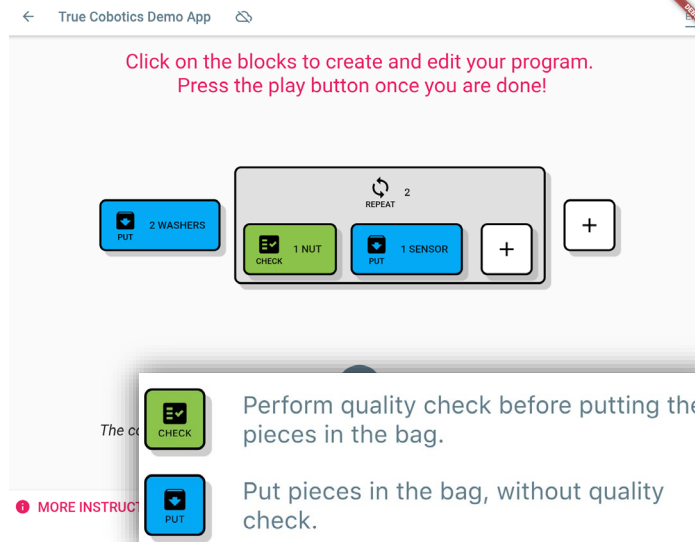 True Cobotics Demo App
Click on the blocks to create and edit your program.
Press the play button once you are done!
2
REPEAT
2 WASHERS
PUT
1 NUT
CHECK
1 SENSOR
PUT
+
+
Perform quality check before putting the
pieces in the bag.
CHECK
The
Put pieces in the bag, without quality
check.
PUT
MORE